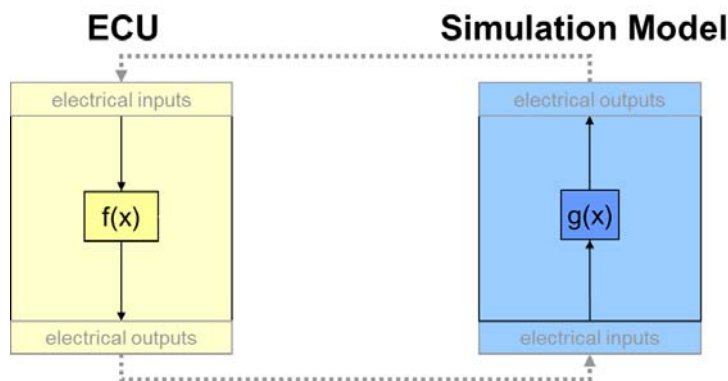 ECU
Simulation Model
electrical inputs
electrical outputs
f(x)
g(x)
electrical outputs
electrical inputs